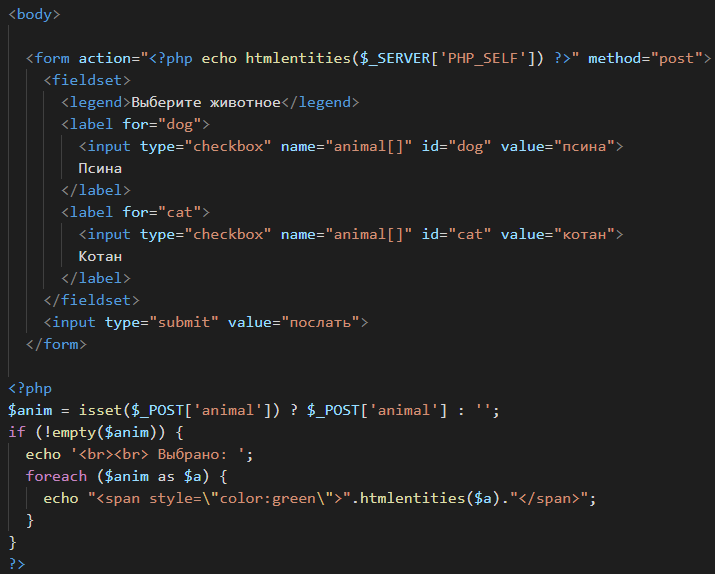 <body>
<form action="<?php echo htmlentities($_SERVER['PHP_SELF']) ?>" method="post">
<fieldset>
<legend>Выберите животное</legend>
<label for="dog">
<input type="checkbox" name="animal[]" id="dog" value="псина">
Псина
</label>
<label for="cat">
<input type="checkbox" name="animal[]" id="cat" value="котан">
Котан
</label>
</fieldset>
<input type="submit" value="послать">
</form>
<?php
$anim = isset($_POST['animal']) ? $_POST['animal'] : '';
if (!empty($anim)) {
echo '<br><br> Выбрано: ';
foreach ($anim as $a) {
echo "<span style=\"color:green\">".htmlentities($a)."</span>";
}
}
?>